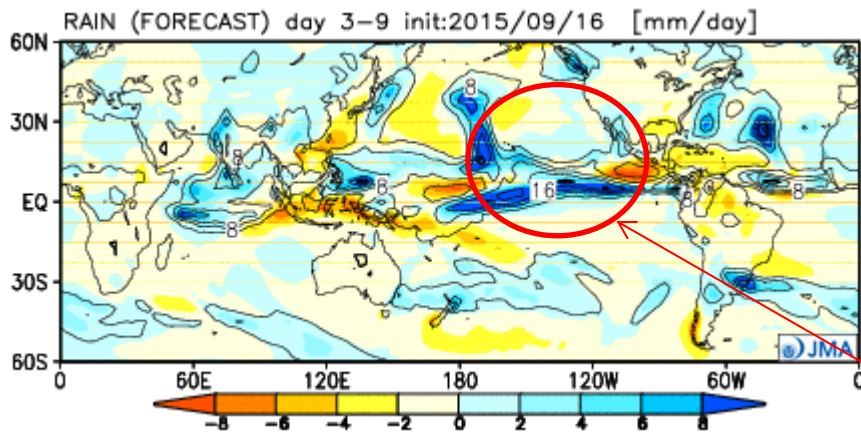 RAIN (FORECAST) day 3-9 init:2015/09/16 [mm/day]
60N
8
30N
8
8
16
8
8
EQ
8
30S
60S
JMA
0 60E 120E 180 120W 60W 0
-8 -6 -4 -2 0 2 4 6 8